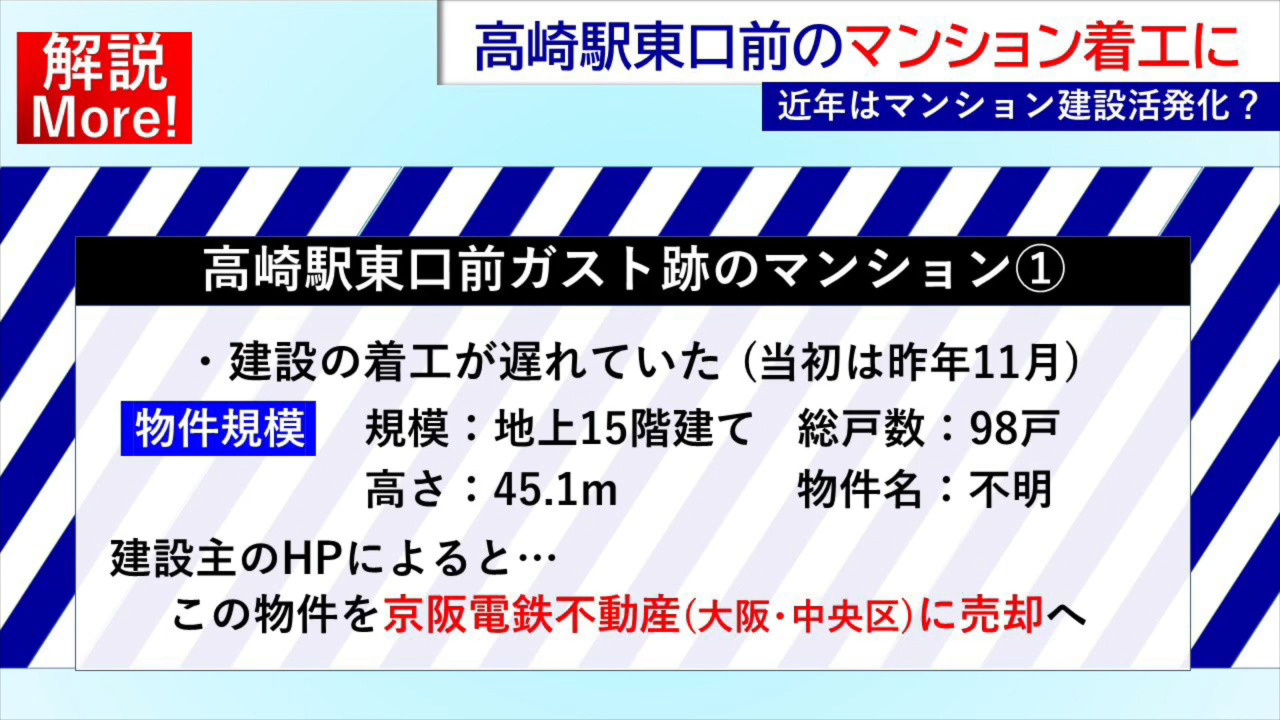 解説
More!
高崎駅東口前のマンション着工に
近年はマンション建設活発化？
高崎駅東口前ガスト跡のマンション①
・建設の着工が遅れていた（当初は昨年11月）
物件規模　規模：地上15階建て　総戸数：98戸
高さ：45.1m　物件名：不明
建設主のHPによると…
この物件を京阪電鉄不動産(大阪･中央区)に売却へ